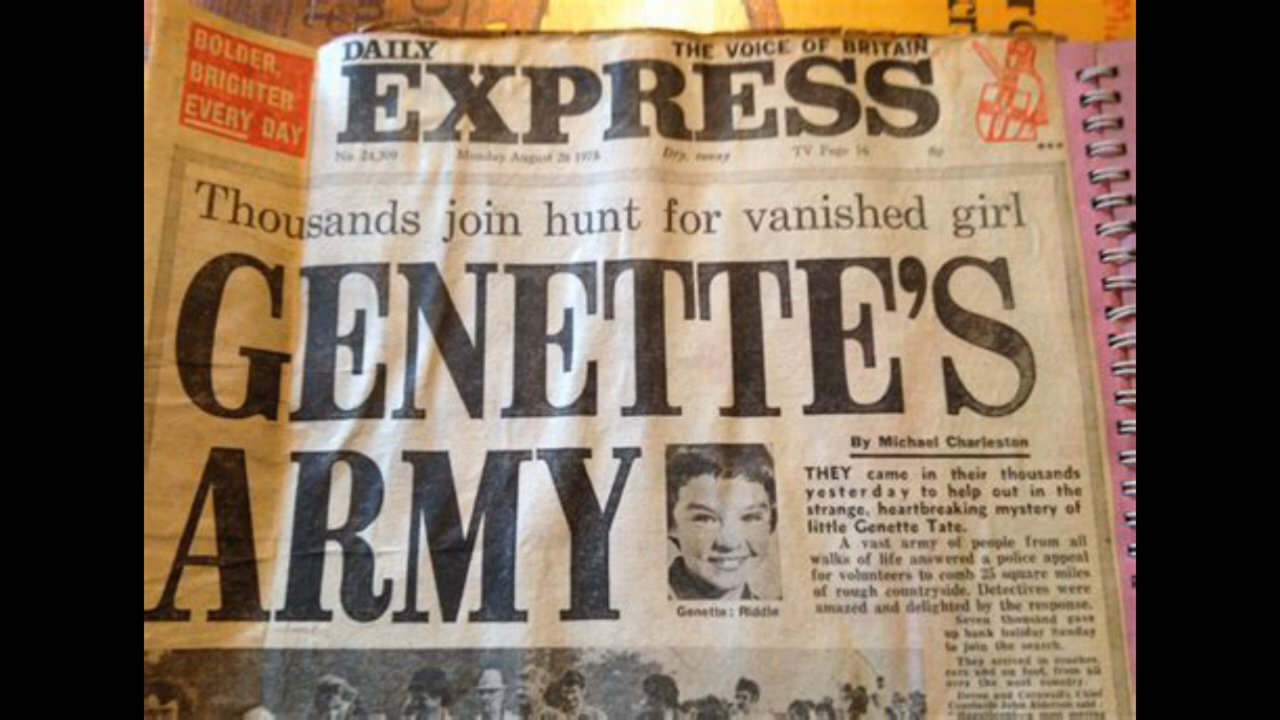 BOLDER,
BRIGHTER
EVERY DAY
DAILY THE VOICE OF BRITAIN
EXPRESS
Monday August 28 1978 Dry, sunny TV Page 16 8p
Thousands join hunt for vanished girl
GENETTE'S
ARMY
Genette: Riddle
By Michael Charleston
THEY came in their thousands
yesterday to help out in the
strange, heartbreaking mystery of
little Genette Tate.
A vast army of people from all
walks of life answered a police appeal
for volunteers to comb 25 square miles
of rough countryside. Detectives were
amazed and delighted by the response.
Seven thousand gave
up bank holiday Sunday
to join the search.
They arrived in coaches,
cars and on foot, from all
over the west country.
Devon and Cornwall's Chief
Constable John Alderson said: